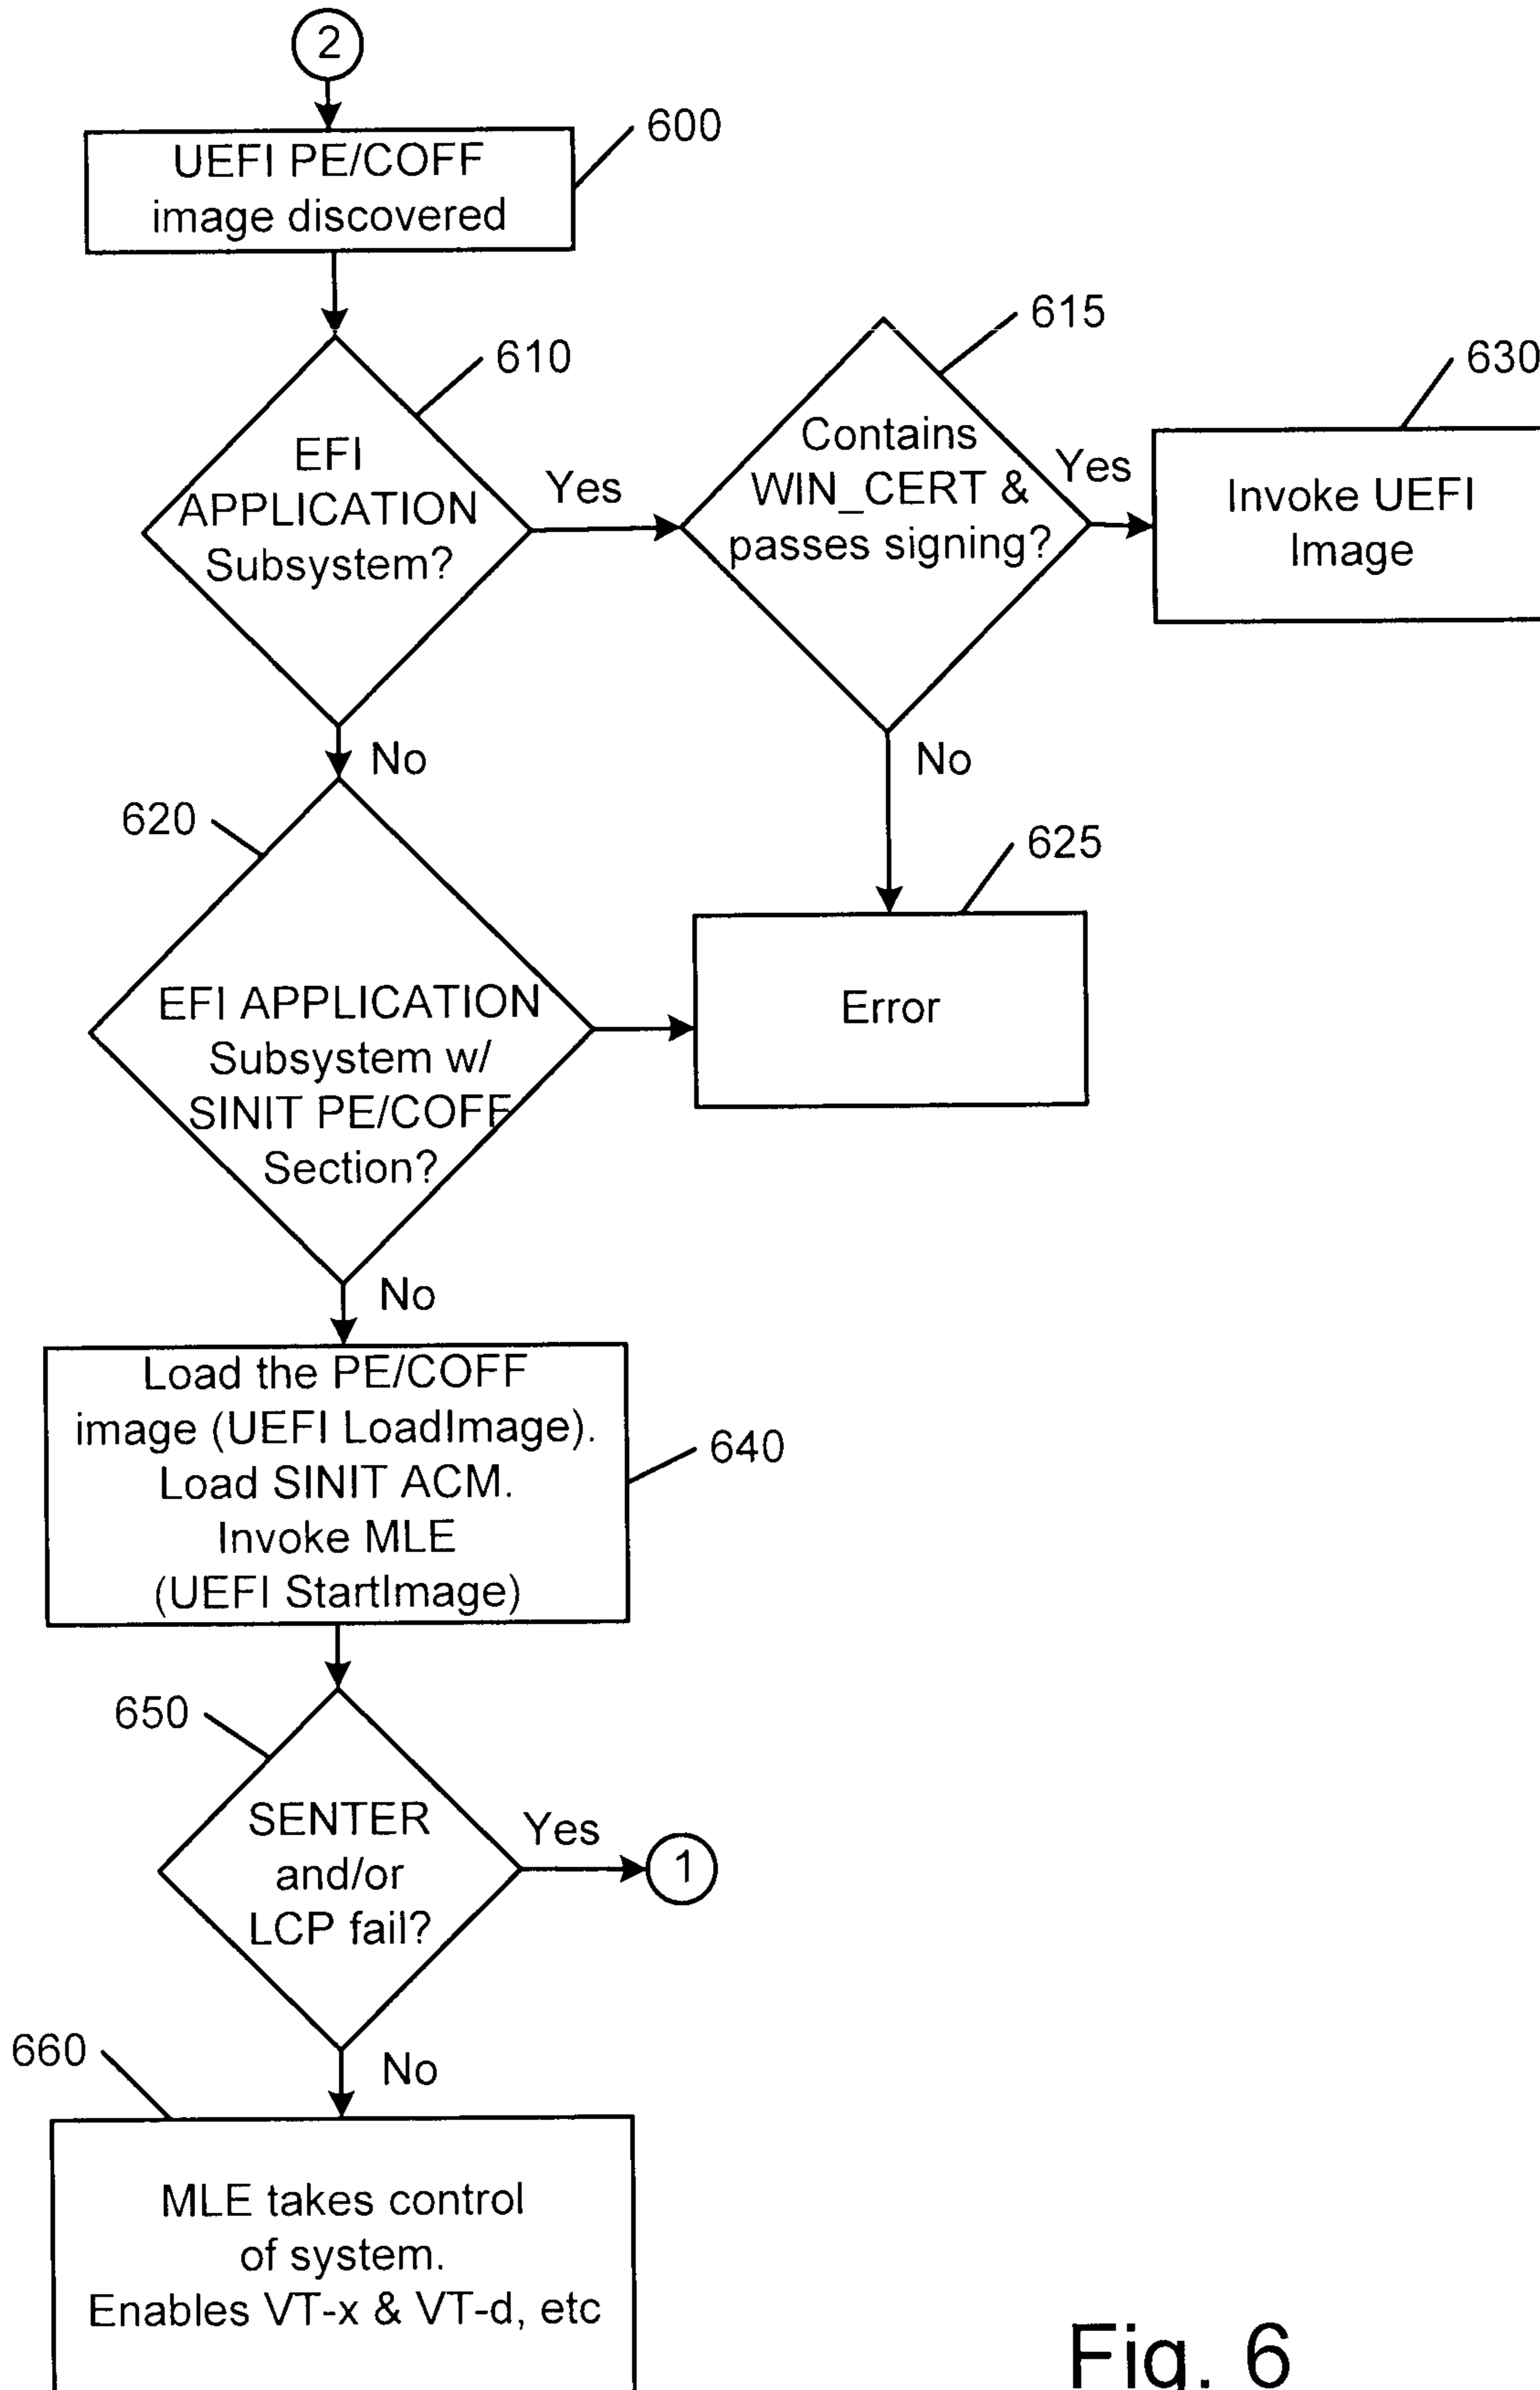 2
600
UEFI PE/COFF
image discovered
615
610
630
EFI
APPLICATION
Subsystem?
Yes
Contains
WIN_CERT &
passes signing?
Yes
Invoke UEFI
Image
No
No
620
625
EFI APPLICATION
Subsystem w/
SINIT PE/COFF
Section?
Error
No
Load the PE/COFF
image (UEFI LoadImage).
Load SINIT ACM.
Invoke MLE
(UEFI StartImage)
640
650
SENTER
and/or
LCP fail?
Yes
1
660
No
MLE takes control
of system.
Enables VT-x & VT-d, etc
Fig. 6